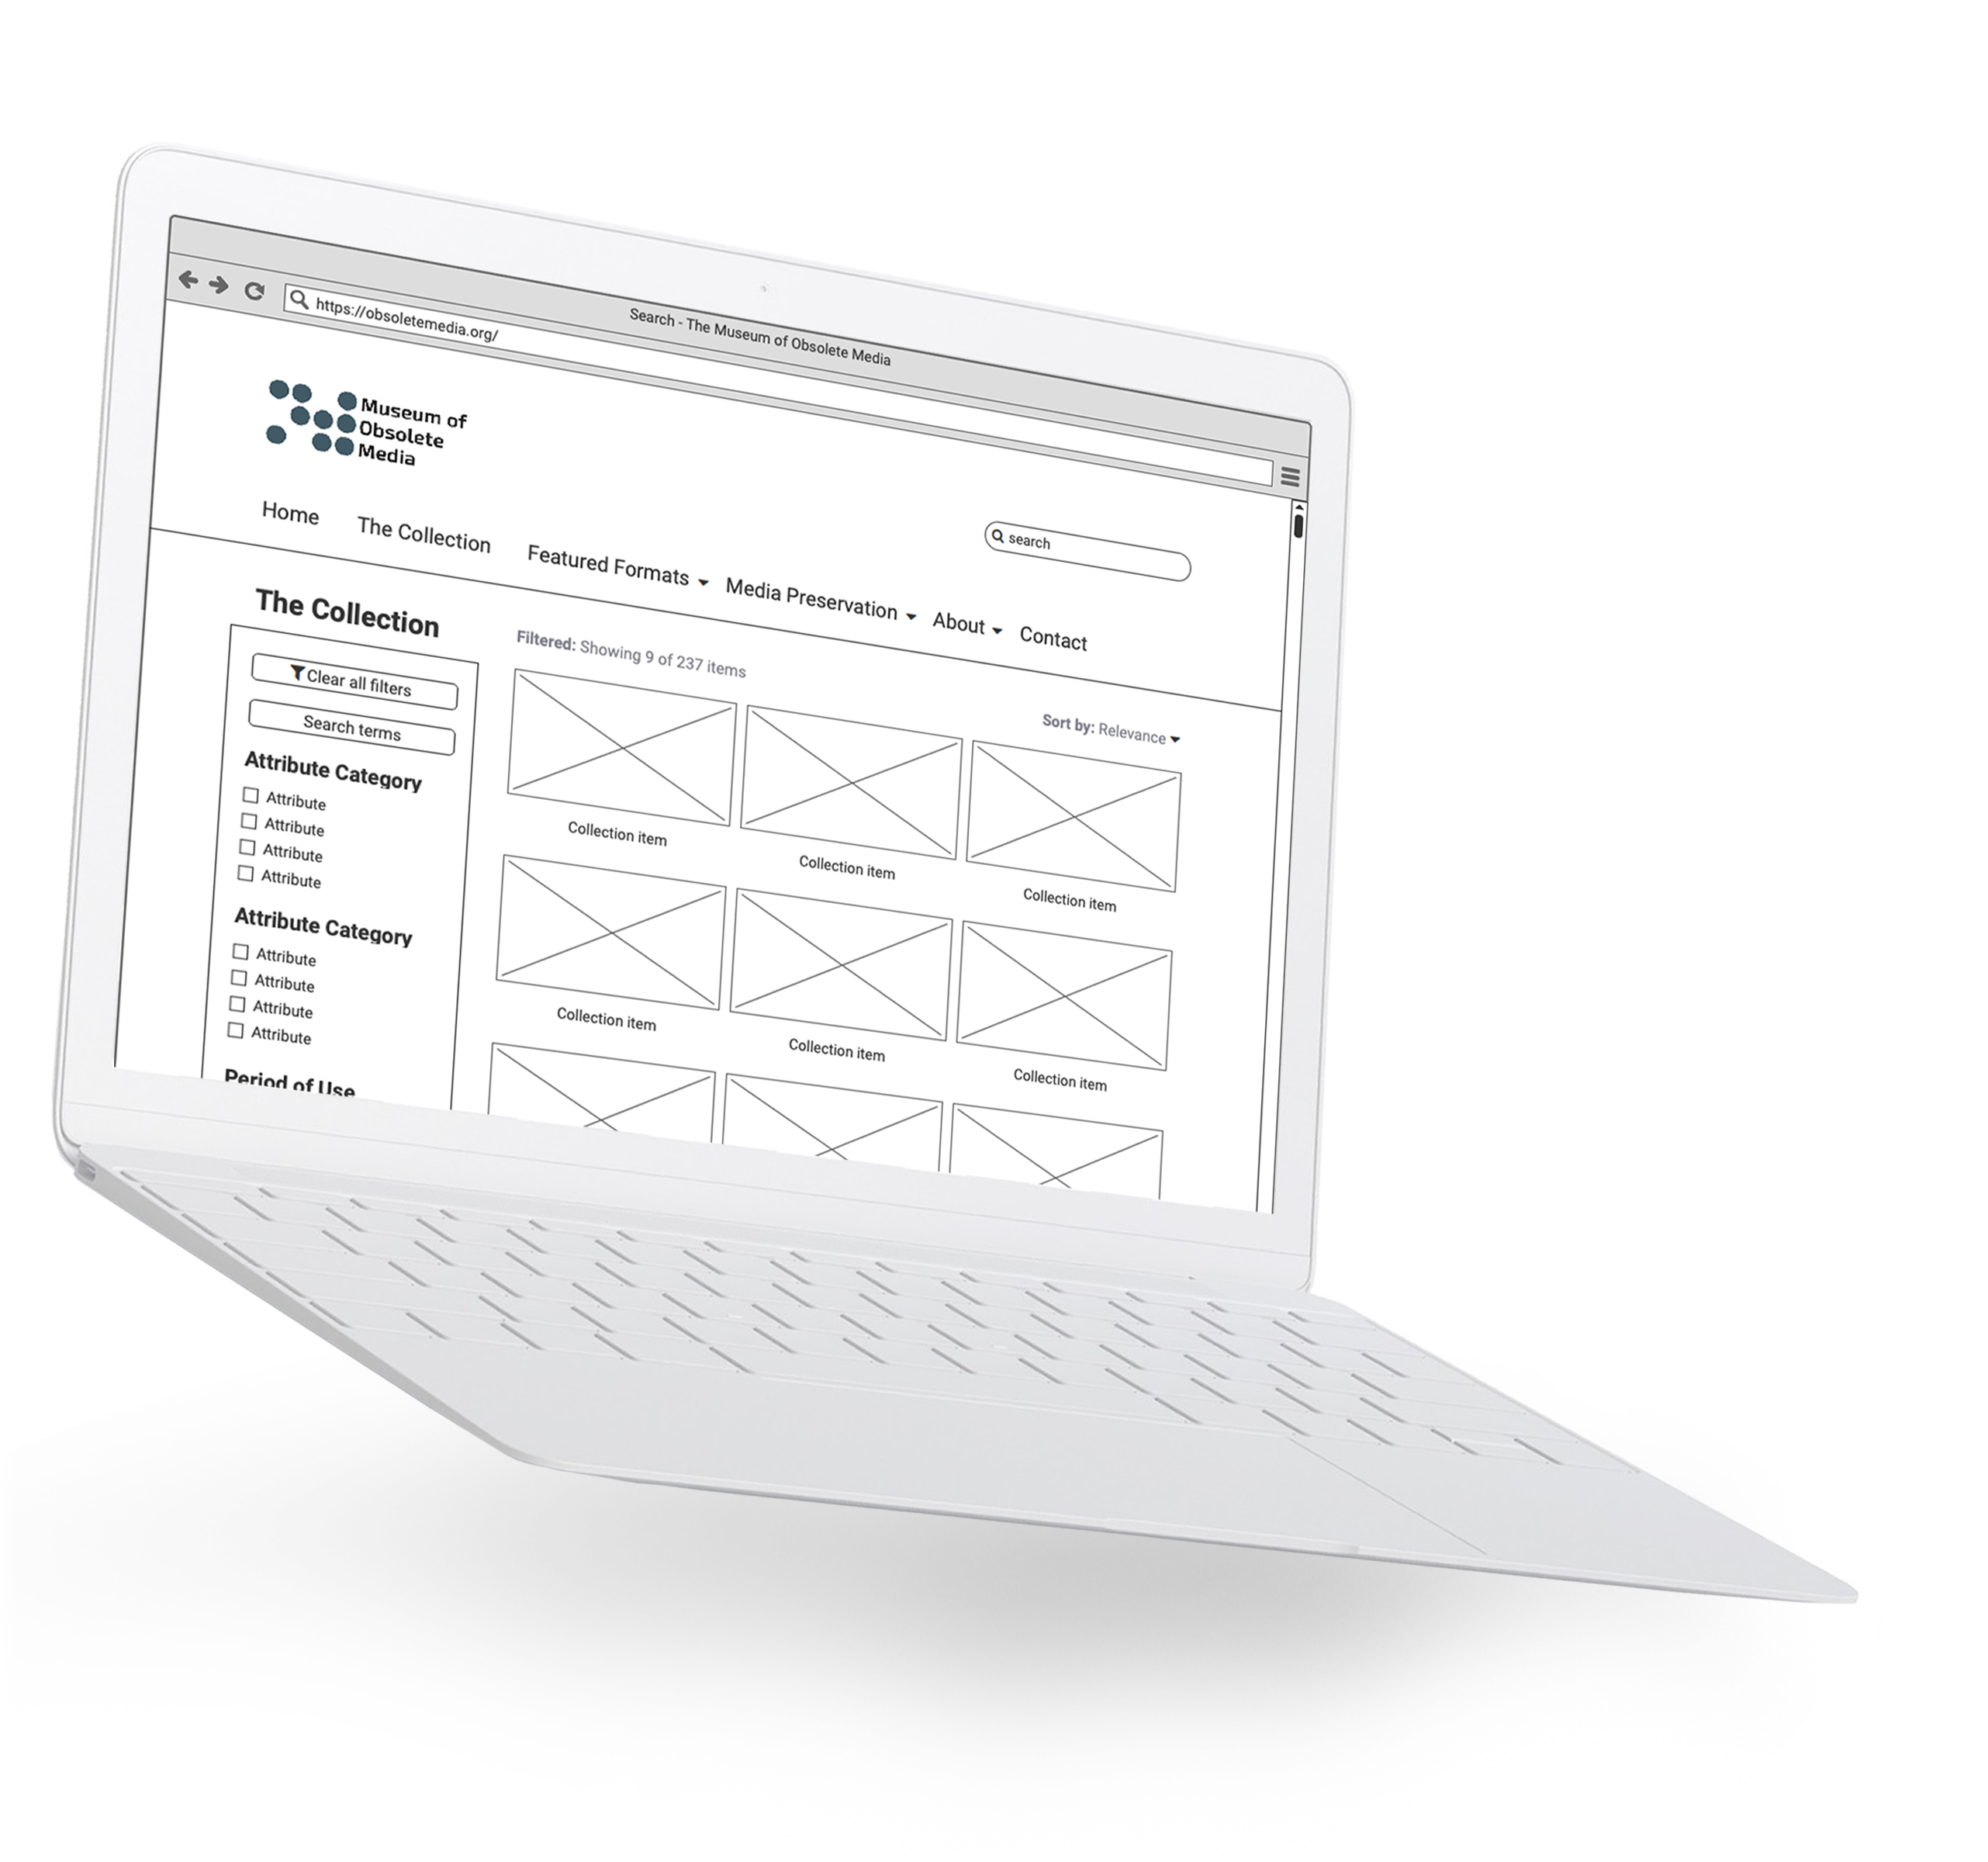 Search - The Museum of Obsolete Media
https://obsoletemedia.org/
Museum of
Obsolete
Media
search
Home The Collection Featured Formats Media Preservation About Contact
The Collection
Filtered: Showing 9 of 237 items
Sort by: Relevance
Clear all filters
Search terms
Attribute Category
Attribute
Attribute
Attribute
Attribute
Attribute Category
Attribute
Attribute
Attribute
Attribute
Period of Use
Collection item
Collection item
Collection item
Collection item
Collection item
Collection item